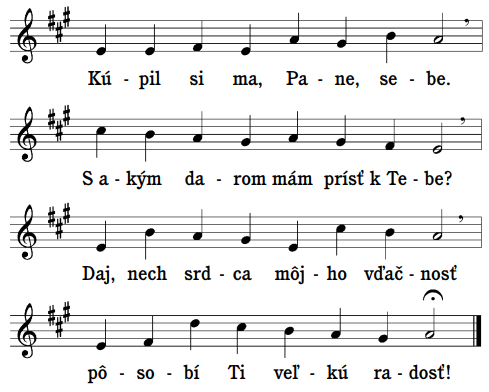 Kú - pil si ma, Pa - ne, se - be.
S a - kým da - rom mám prísť k Te - be?
Daj, nech srd - ca môj - ho vďač - nosť
pô - so - bí Ti veľ - kú ra - dosť!